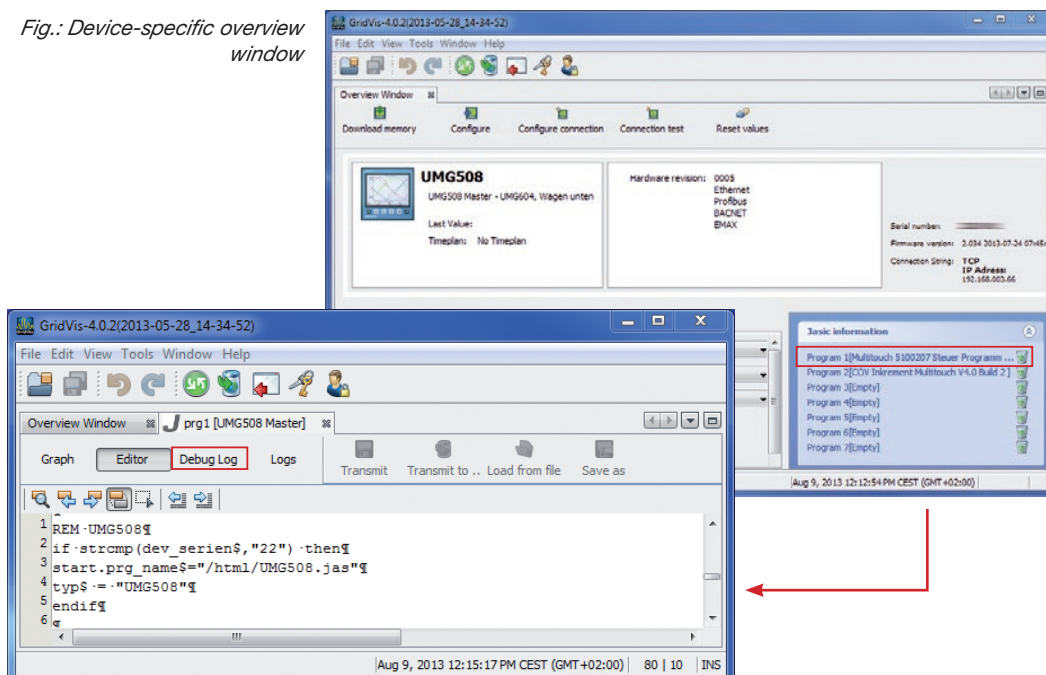 Fig.: Device-specific overview
window
GridVis-4.0.2(2013-05-28_14-34-52)
File Edit View Tools Window Help
Overview Window
Download memory Configure Configure connection Connection test Reset values
UMG508
UMG508 Master - UMG604, Wagen unten
Last Value:
Timeplan: No Timeplan
Hardware revision: 0005
Ethernet
Profibus
BACNET
EMAX
Serial number:
Firmware version: 2.034 2013-07-24 07:45:
Connection String: TCP
IP Adress:
192.168.003.66
Jasic information
Program 1[Multitouch 5100207 Steuer Programm ...
Program 2[COV Inkrement Multitouch V4.0 Build 2]
Program 3[Empty]
Program 4[Empty]
Program 5[Empty]
Program 6[Empty]
Program 7[Empty]
Aug 9, 2013 12:12:54 PM CEST (GMT+02:00)
GridVis-4.0.2(2013-05-28_14-34-52)
File Edit View Tools Window Help
Overview Window prg1 [UMG508 Master]
Graph Editor Debug Log Logs Transmit Transmit to .. Load from file Save as
1 REM·UMG508¶
2 if·strcmp(dev_serien$,"22")·then¶
3 start.prg_name$="/html/UMG508.jas"¶
4 typ$·=·"UMG508"¶
5 endif¶
6 ¶
Aug 9, 2013 12:15:17 PM CEST (GMT+02:00) 80 | 10 INS